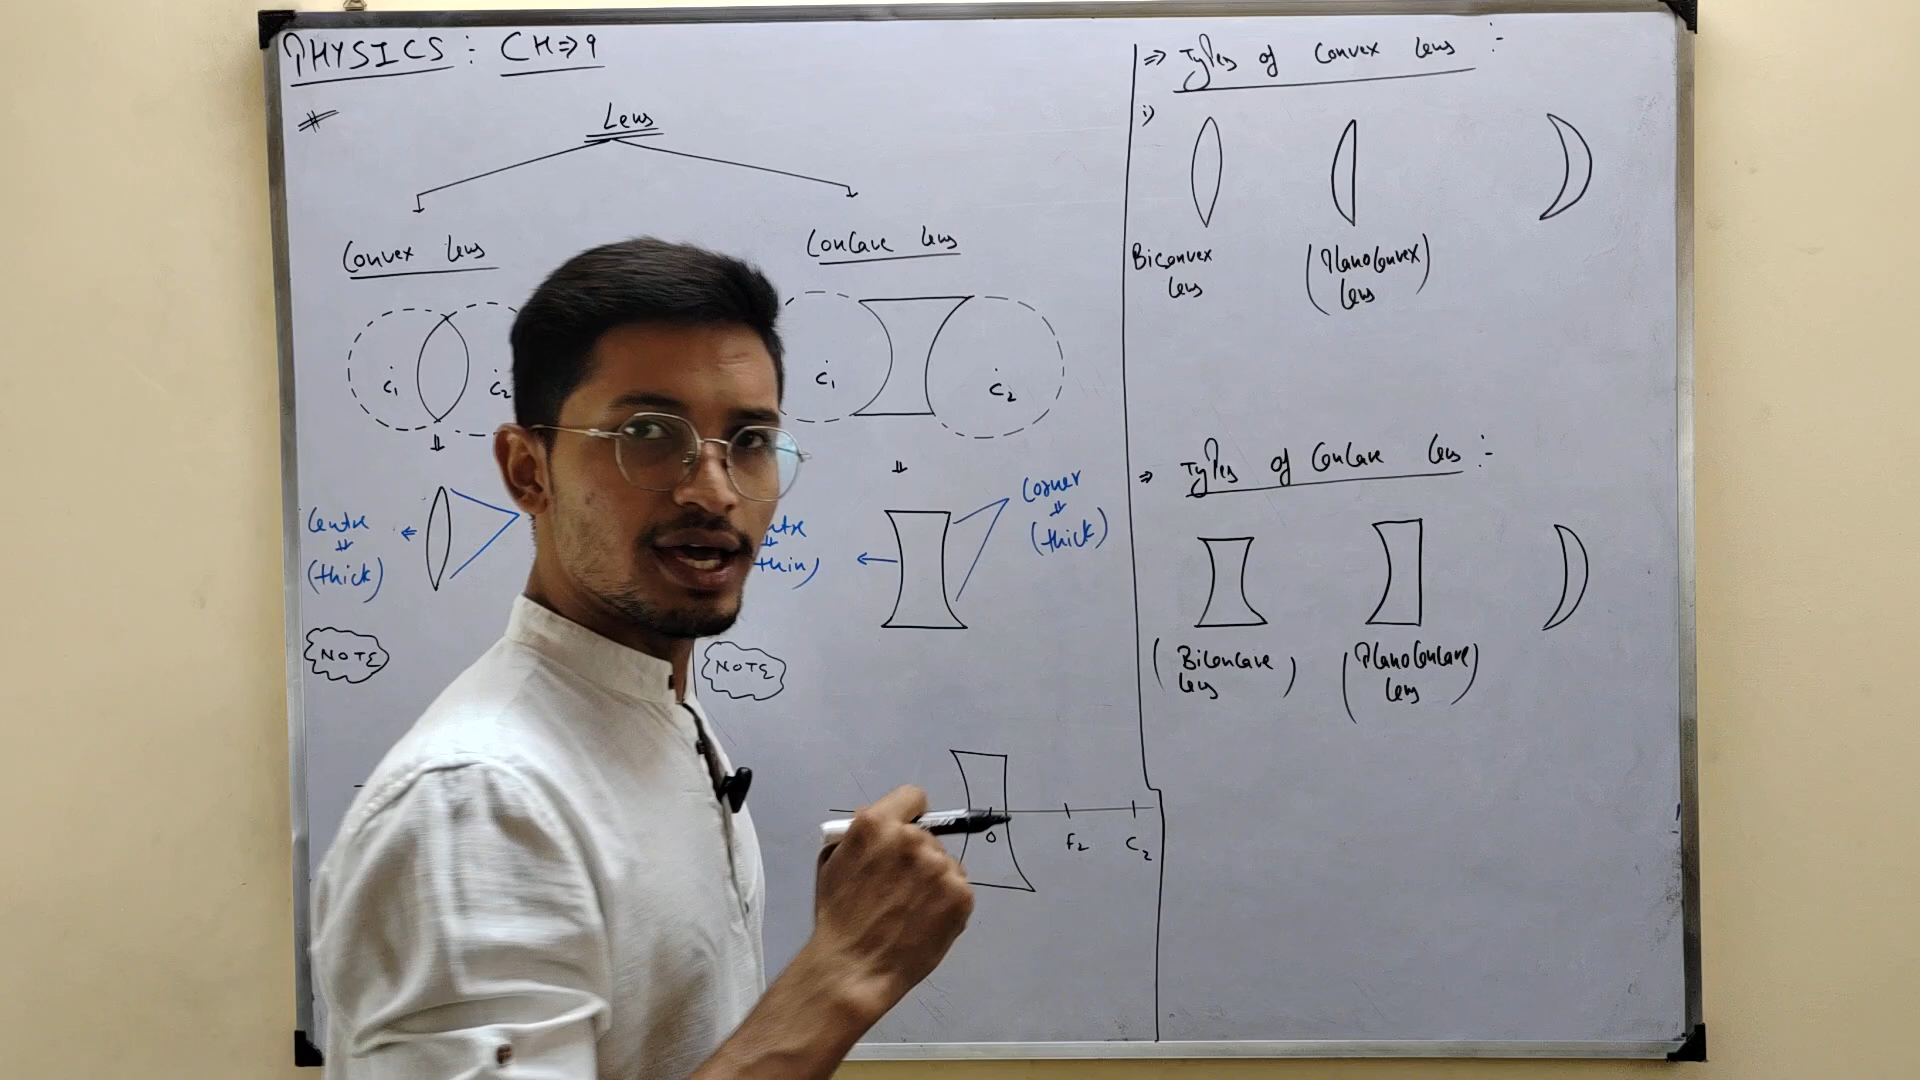 PHYSICS : CH⇒9
#
Lens
Convex lens
Concave lens
C1
C2
C1
C2
Centre
⇓
(thick)
⇓
(thin)
Corner
⇓
(thick)
NOTE
NOTE
O
F2
C2
⇒ Types of Convex lens :-
i)
Biconvex
lens
(Planoconvex)
lens
⇒ Types of Concave lens :-
(Biconcave)
lens
(Planoconcave)
lens